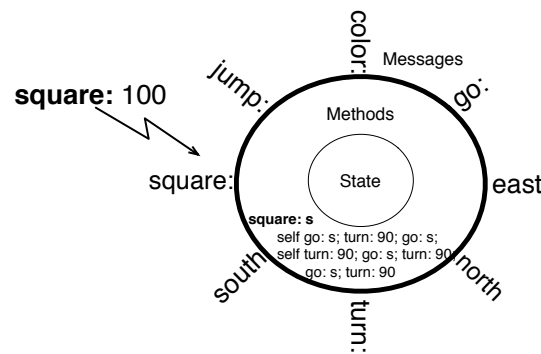 color:
Messages
jump:
go:
square: 100
Methods
square:
State
east
square: s
self go: s; turn: 90; go: s;
self turn: 90; go: s; turn: 90;
go: s; turn: 90
south
north
turn: